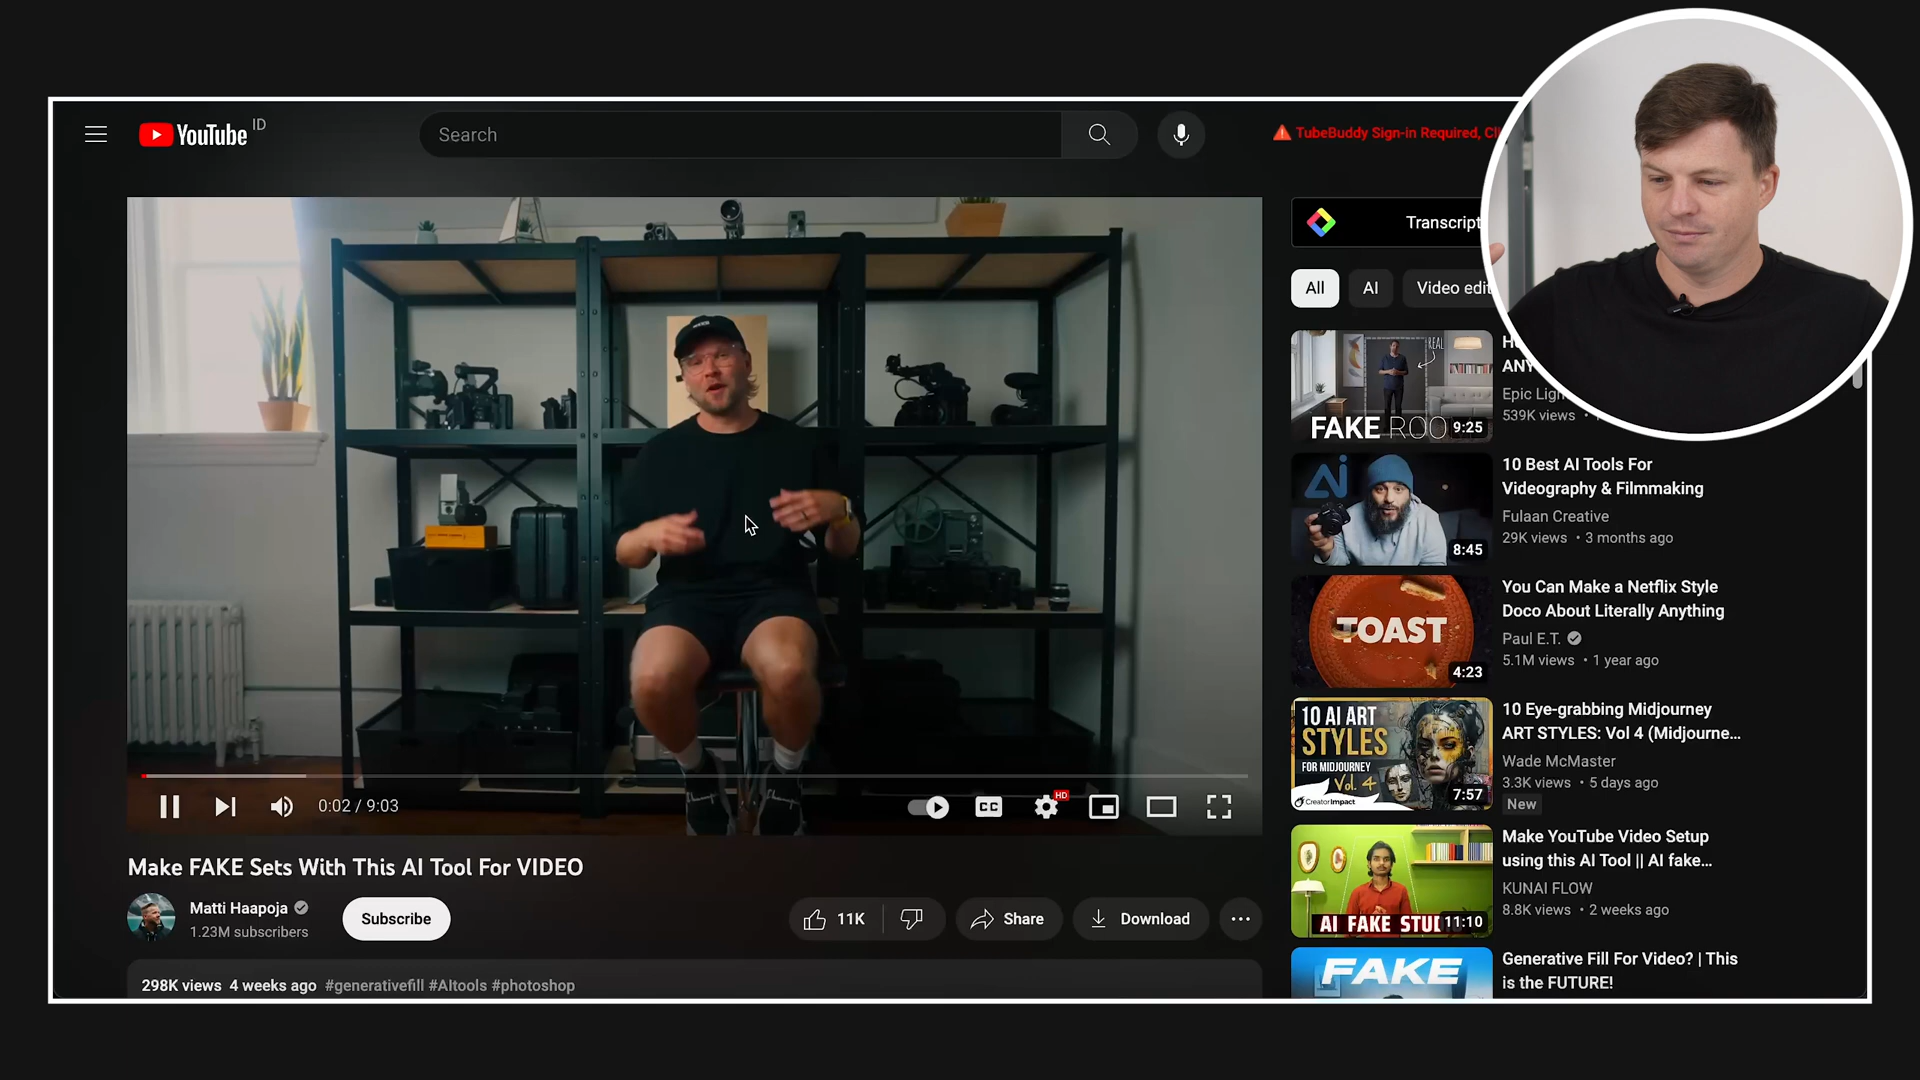 YouTube ID
Search
TubeBuddy Sign-in Required, Cl
Transcript
All
AI
Video edit
REAL
FAKE ROO
9:25
ANY
539K views
AI
8:45
10 Best AI Tools For
Videography & Filmmaking
Fulaan Creative
29K views • 3 months ago
TOAST
4:23
You Can Make a Netflix Style
Doco About Literally Anything
Paul E.T.
5.1M views • 1 year ago
10 AI ART
STYLES
FOR MIDJOURNEY
Vol. 4
CreatorImpact
7:57
10 Eye-grabbing Midjourney
ART STYLES: Vol 4 (Midjourne...
Wade McMaster
3.3K views • 5 days ago
New
AI FAKE STUD
11:10
Make YouTube Video Setup
using this AI Tool || AI fake...
KUNAI FLOW
8.8K views • 2 weeks ago
FAKE
Generative Fill For Video? | This
is the FUTURE!
0:02 / 9:03
CC
HD
Make FAKE Sets With This AI Tool For VIDEO
Matti Haapoja
1.23M subscribers
Subscribe
11K
Share
Download
298K views 4 weeks ago #generativefill #AItools #photoshop